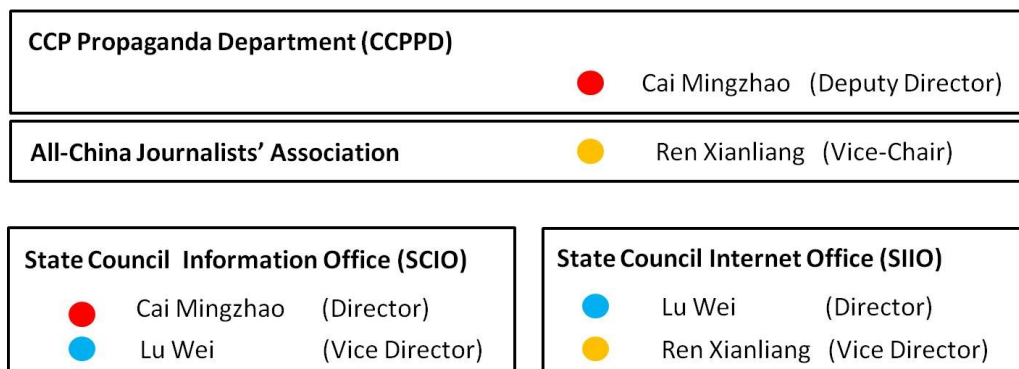 CCP Propaganda Department (CCPPD)
Cai Mingzhao (Deputy Director)
All-China Journalists’ Association Ren Xianliang (Vice-Chair)
State Council Information Office (SCIO)
Cai Mingzhao (Director)
Lu Wei (Vice Director)
State Council Internet Office (SIIO)
Lu Wei (Director)
Ren Xianliang (Vice Director)